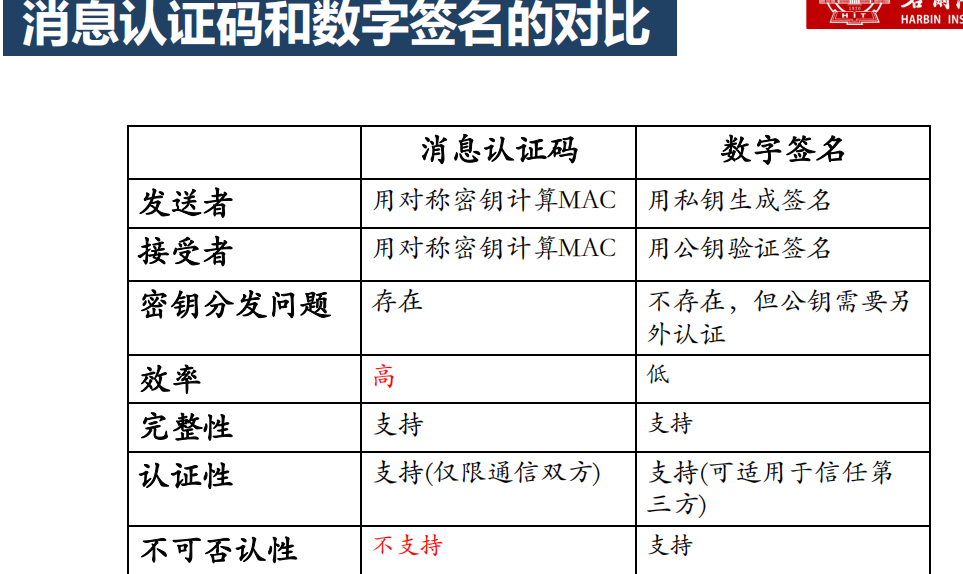 消息认证码和数字签名的对比
HIT
HARBIN INS
消息认证码 数字签名
发送者 用对称密钥计算MAC 用私钥生成签名
接受者 用对称密钥计算MAC 用公钥验证签名
密钥分发问题 存在 不存在，但公钥需要另
外认证
效率 高 低
完整性 支持 支持
认证性 支持(仅限通信双方) 支持(可适用于信任第
三方)
不可否认性 不支持 支持